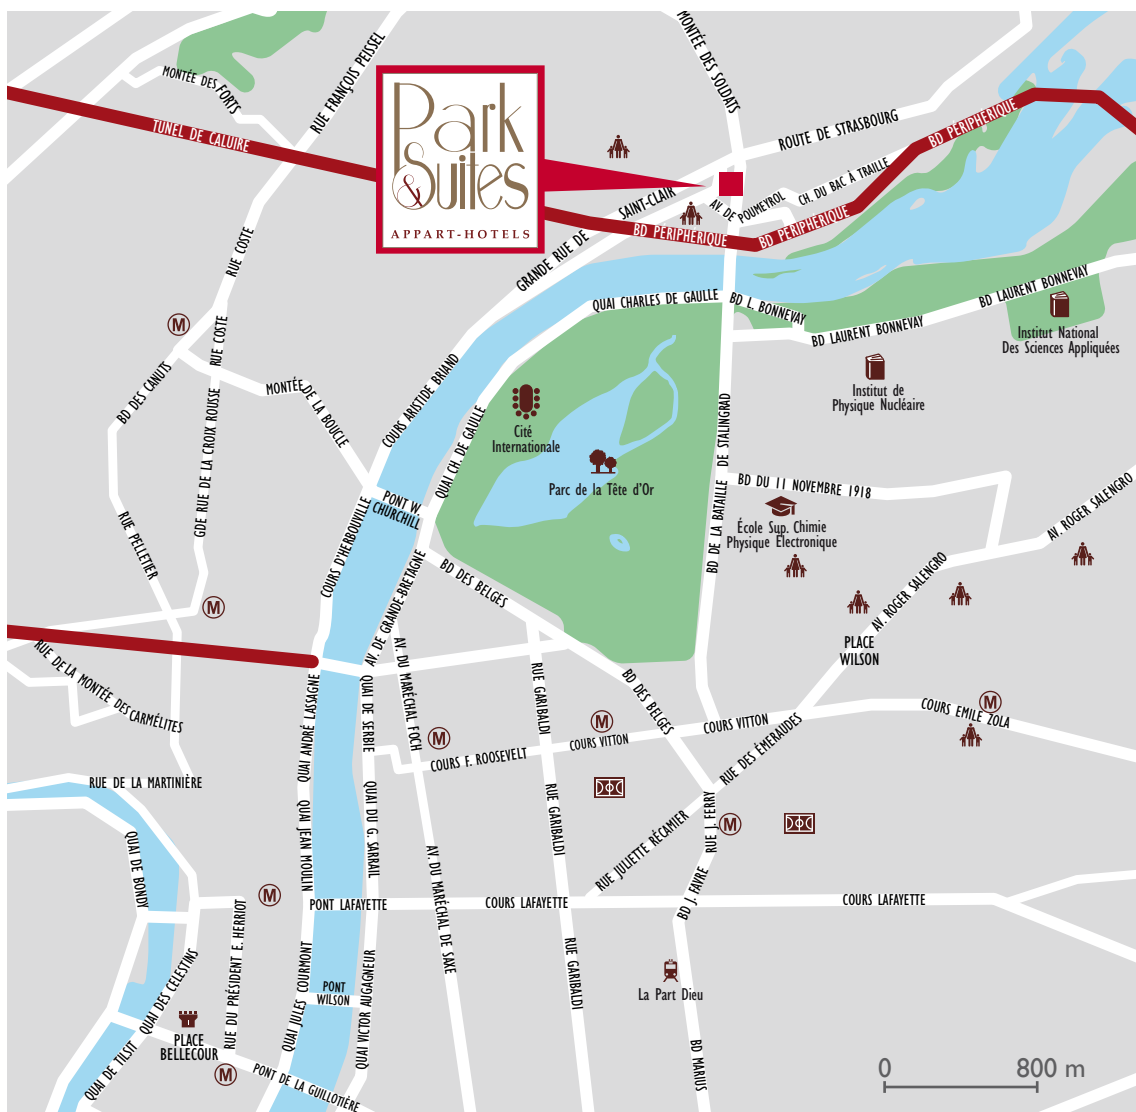 MONTÉE DES SOLDATS
RUE FRANÇOIS PEISSEL
MONTÉE DES FORTS
TUNEL DE CALUIRE
Park
& Suites
APPART-HOTELS
ROUTE DE STRASBOURG
BD PÉRIPHERIQUE
CH. DU BAC À TRAILLE
AV. DE POUMEYROL
GRANDE RUE DE SAINT-CLAIR
BD PÉRIPHERIQUE
BD PÉRIPHERIQUE
RUE COSTE
RUE COSTE
M
QUAI CHARLES DE GAULLE
BD L. BONNEVAY
BD LAURENT BONNEVAY
BD LAURENT BONNEVAY
Institut National
Des Sciences Appliquées
Institut de
Physique Nucléaire
BD DES CANUTS
MONTÉE DE LA BOUCLE
COURS ARISTIDE BRIAND
QUAI CH. DE GAULLE
Cité
Internationale
Parc de la Tête d'Or
GDE RUE DE LA CROIX ROUSSE
BD DE LA BATAILLE DE STALINGRAD
BD DU 11 NOVEMBRE 1918
École Sup. Chimie
Physique Electronique
AV. ROGER SALENGRO
AV. ROGER SALENGRO
PONT W.
CHURCHILL
COURS D'HERBOUVILLE
RUE PELLETIER
M
BD DES BELGES
AV. DE GRANDE-BRETAGNE
PLACE
WILSON
RUE DE LA MONTÉE DES CARMÉLITES
QUAI ANDRÉ LASSAGNE
QUAI DE SERBIE
AV. DU MARÉCHAL FOCH
RUE GARIBALDI
BD DES BELGES
M
M
M
COURS F. ROOSEVELT
COURS VITTON
COURS VITTON
COURS EMILE ZOLA
RUE DES ÉMERAUDES
RUE DE LA MARTINIÈRE
QUAI JEAN MOULIN
QUAI DU G. SARRAIL
RUE GARIBALDI
RUE J. FERRY
M
RUE JULIETTE RÉCAMIER
QUAI DE BONDY
M
AV. DU MARÉCHAL DE SAXE
PONT LAFAYETTE
COURS LAFAYETTE
BD J. FAVRE
COURS LAFAYETTE
RUE DU PRÉSIDENT E. HERRIOT
QUAI DES CÉLESTINS
QUAI JULES COURMONT
QUAI VICTOR AUGAGNEUR
RUE GARIBALDI
La Part Dieu
PONT
WILSON
PLACE
BELLECOUR
QUAI DE TILSIT
M
PONT DE LA GUILLOTIÈRE
BD MARIUS
0 800 m